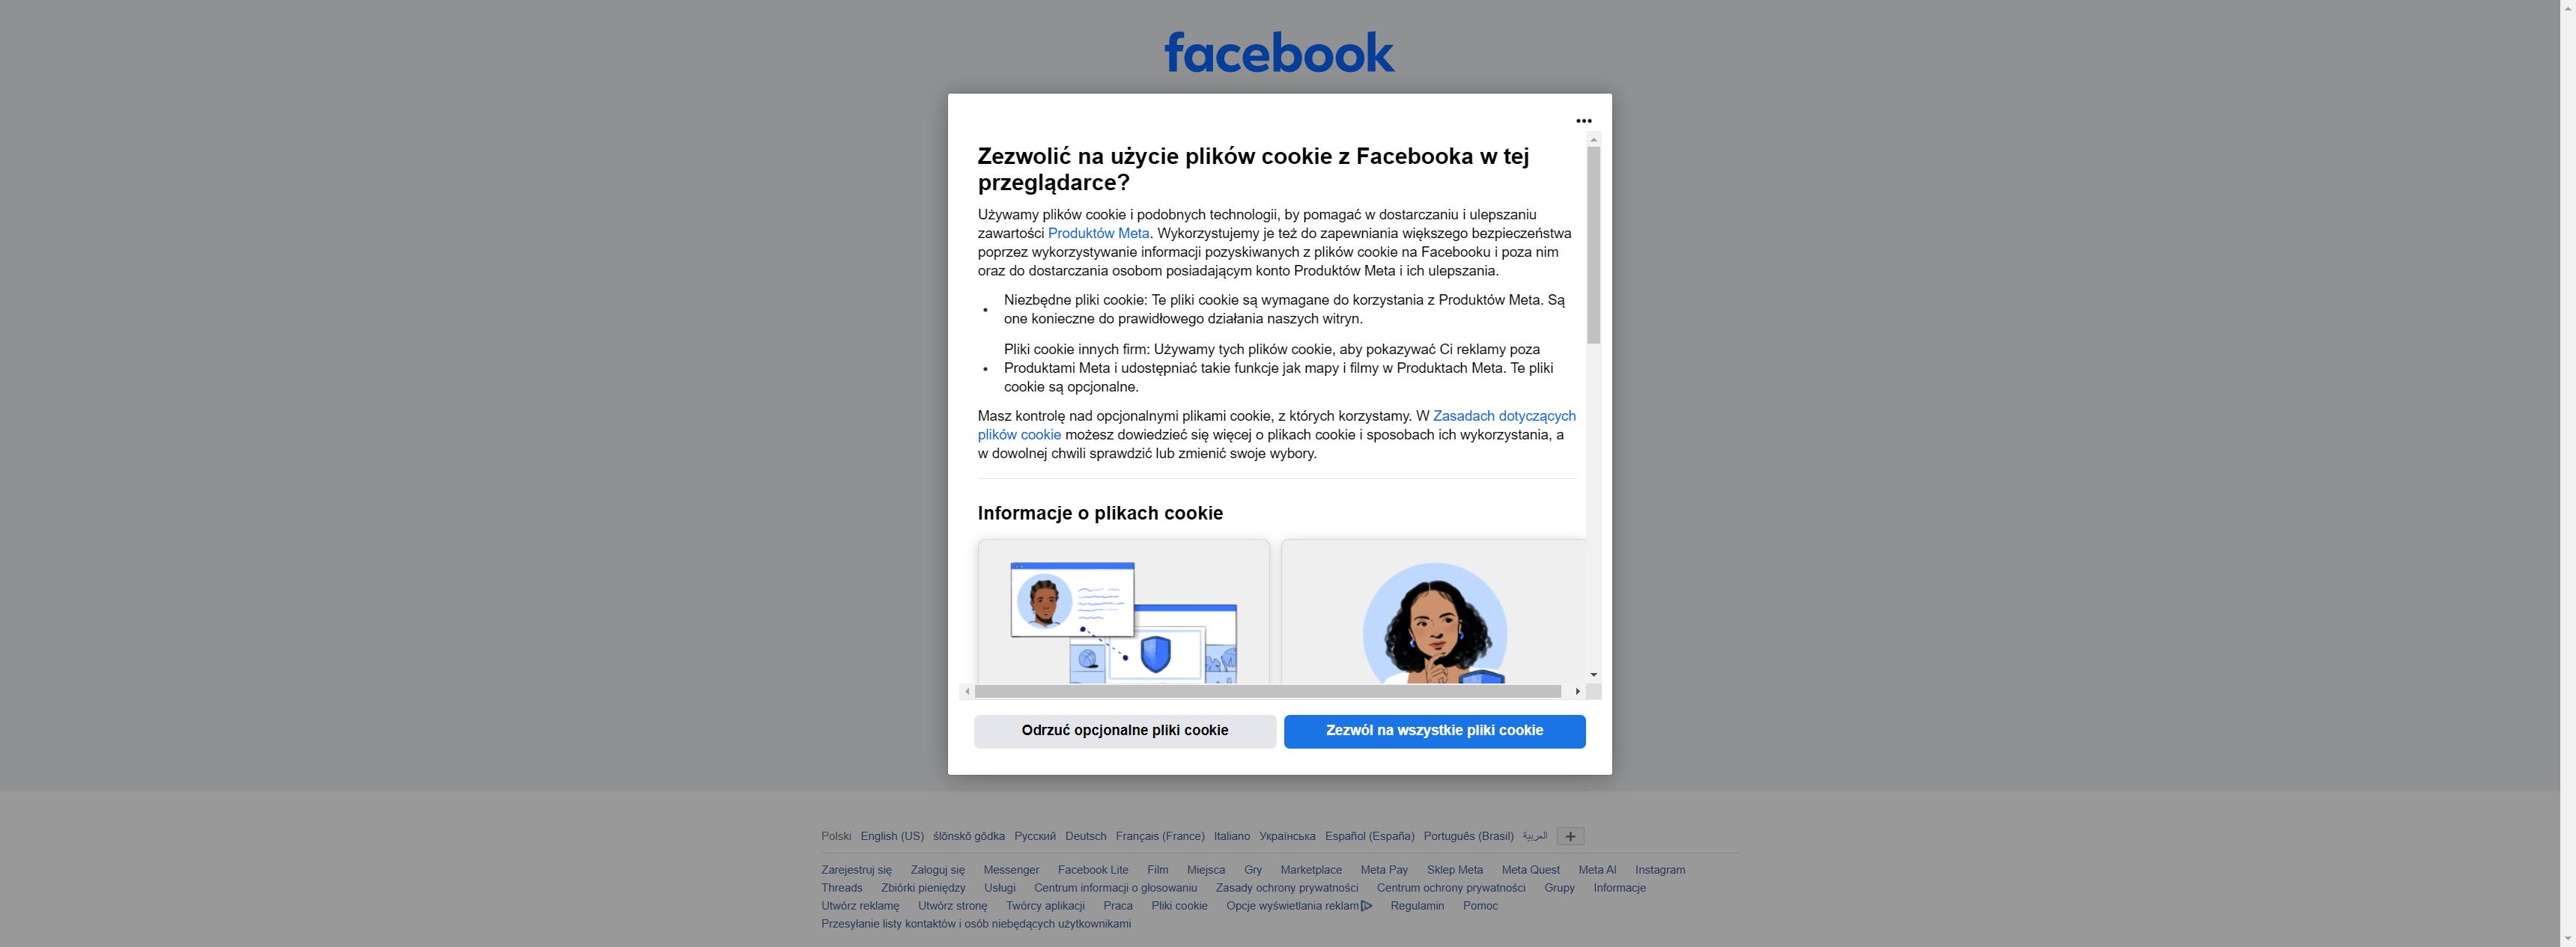 facebook
Zezwolić na użycie plików cookie z Facebooka w tej
przeglądarce?
Używamy plików cookie i podobnych technologii, by pomagać w dostarczaniu i ulepszaniu
zawartości Produktów Meta. Wykorzystujemy je też do zapewniania większego bezpieczeństwa
poprzez wykorzystywanie informacji pozyskiwanych z plików cookie na Facebooku i poza nim
oraz do dostarczania osobom posiadającym konto Produktów Meta i ich ulepszania.
• Niezbędne pliki cookie: Te pliki cookie są wymagane do korzystania z Produktów Meta. Są
one konieczne do prawidłowego działania naszych witryn.
• Pliki cookie innych firm: Używamy tych plików cookie, aby pokazywać Ci reklamy poza
Produktami Meta i udostępniać takie funkcje jak mapy i filmy w Produktach Meta. Te pliki
cookie są opcjonalne.
Masz kontrolę nad opcjonalnymi plikami cookie, z których korzystamy. W Zasadach dotyczących
plików cookie możesz dowiedzieć się więcej o plikach cookie i sposobach ich wykorzystania, a
w dowolnej chwili sprawdzić lub zmienić swoje wybory.
Informacje o plikach cookie
Odrzuć opcjonalne pliki cookie Zezwól na wszystkie pliki cookie
Polski English (US) ślōnskŏ gŏdka Русский Deutsch Français (France) Italiano Українська Español (España) Português (Brasil) العربية
Zarejestruj się Zaloguj się Messenger Facebook Lite Film Miejsca Gry Marketplace Meta Pay Sklep Meta Meta Quest Meta AI Instagram
Threads Zbiórki pieniędzy Usługi Centrum informacji o głosowaniu Zasady ochrony prywatności Centrum ochrony prywatności Grupy Informacje
Utwórz reklamę Utwórz stronę Twórcy aplikacji Praca Pliki cookie Opcje wyświetlania reklam Regulamin Pomoc
Przesyłanie listy kontaktów i osób niebędących użytkownikami